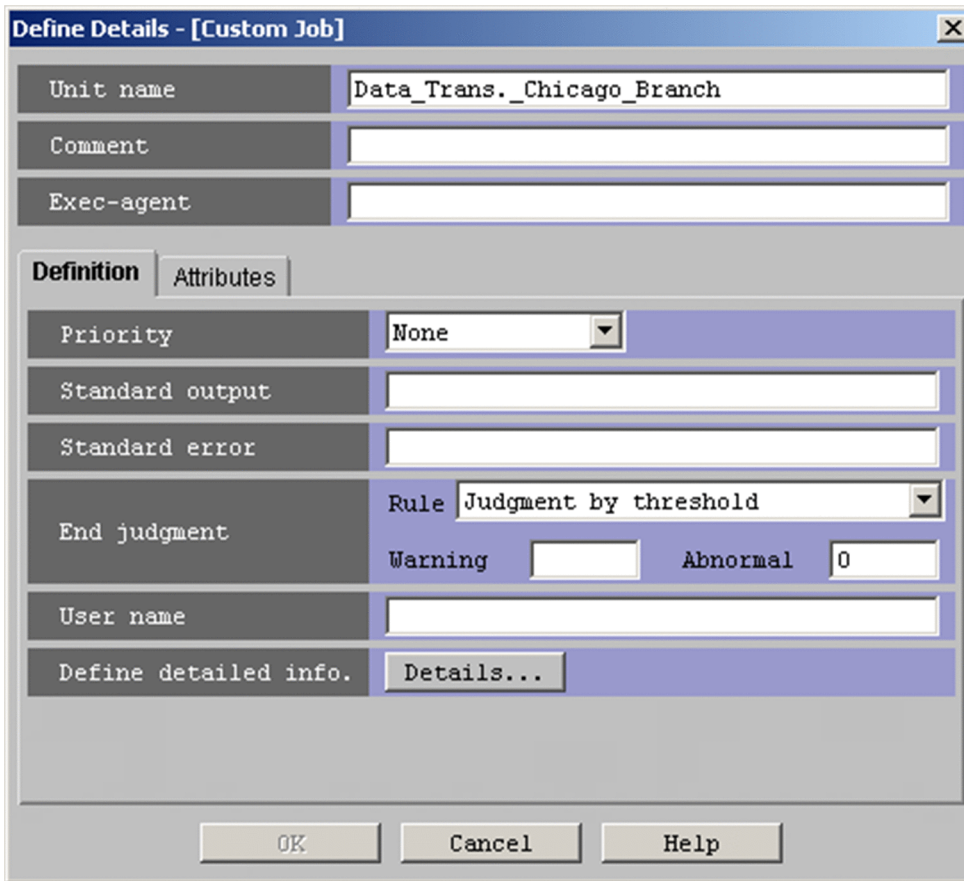 Define Details - [Custom Job]
Unit name Data_Trans._Chicago_Branch
Comment
Exec-agent
Definition Attributes
Priority None
Standard output
Standard error
End judgment
Rule Judgment by threshold
Warning Abnormal 0
User name
Define detailed info. Details...
OK Cancel Help